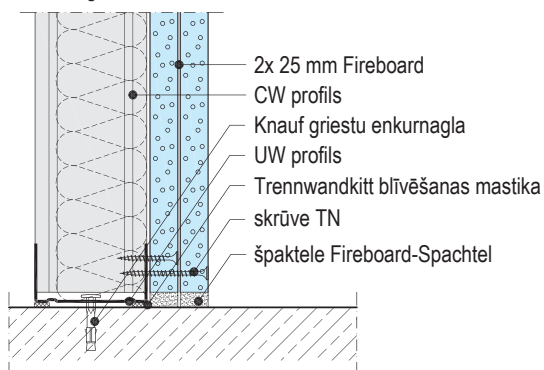 2x 25 mm Fireboard
CW profils
Knauf griestu enkurnagla
UW profils
Trennwandkitt blīvēšanas mastika
skrūve TN
špaktele Fireboard-Spachtel